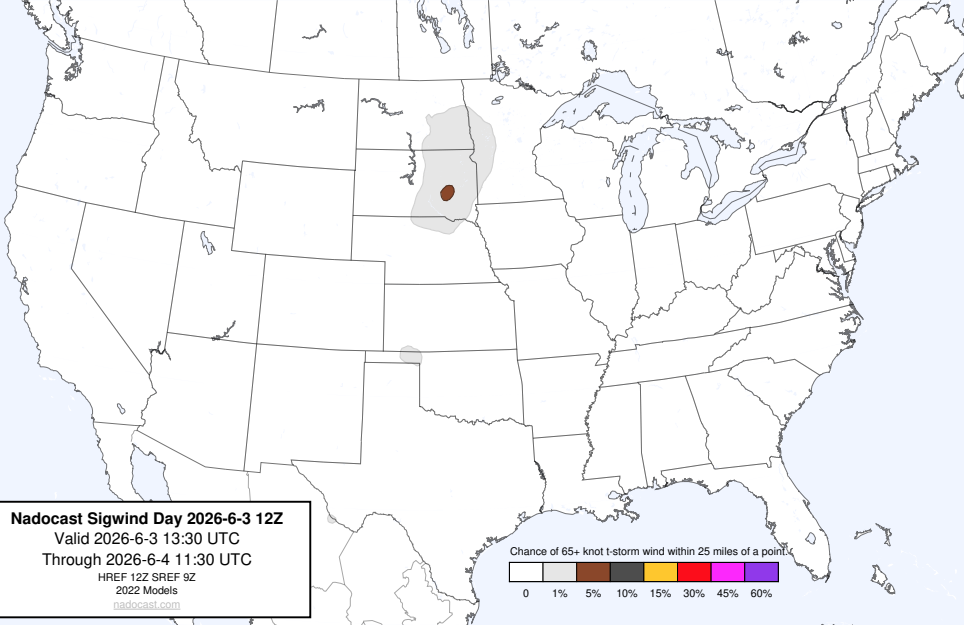 Nadocast Sigwind Day 2026-6-3 12Z
Valid 2026-6-3 13:30 UTC
Through 2026-6-4 11:30 UTC
HREF 12Z SREF 9Z
2022 Models
nadocast.com
Chance of 65+ knot t-storm wind within 25 miles of a point.
0 1% 5% 10% 15% 30% 45% 60%